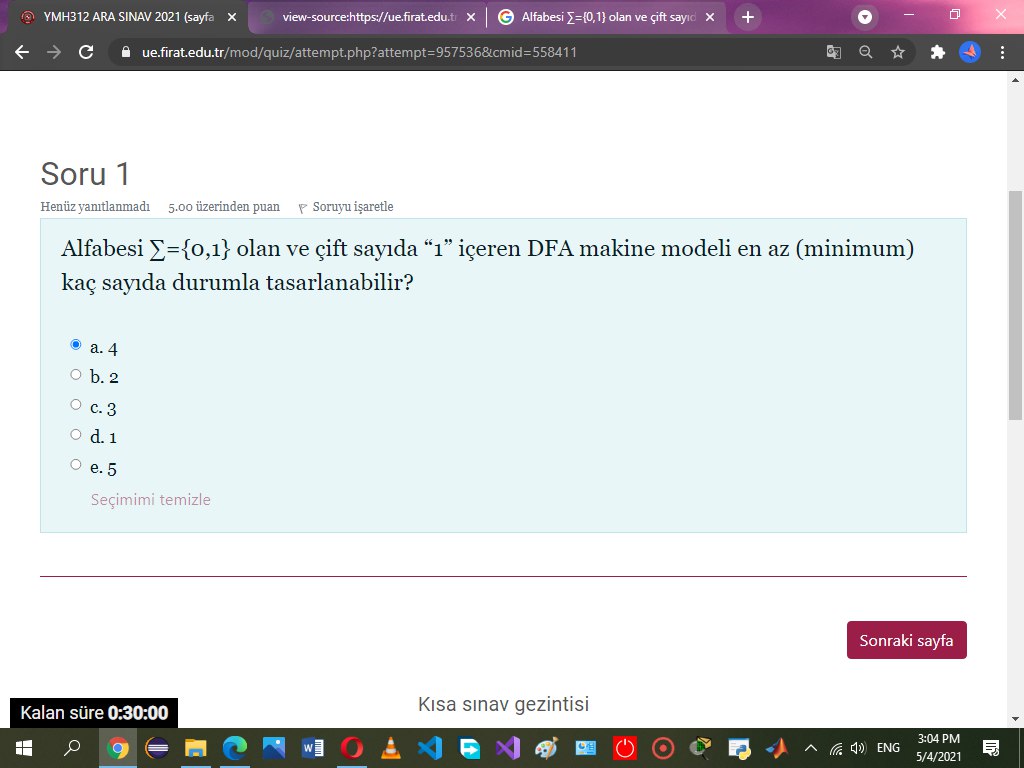 YMH312 ARA SINAV 2021 (sayfa
view-source:https://ue.firat.edu.tr
Alfabesi ∑={0,1} olan ve çift sayıd
ue.firat.edu.tr/mod/quiz/attempt.php?attempt=957536&cmid=558411
Soru 1
Henüz yanıtlanmadı 5.00 üzerinden puan Soruyu işaretle
Alfabesi ∑={0,1} olan ve çift sayıda “1” içeren DFA makine modeli en az (minimum)
kaç sayıda durumla tasarlanabilir?
a. 4
b. 2
c. 3
d. 1
e. 5
Seçimimi temizle
Sonraki sayfa
Kısa sınav gezintisi
Kalan süre 0:30:00
ENG
3:04 PM
5/4/2021